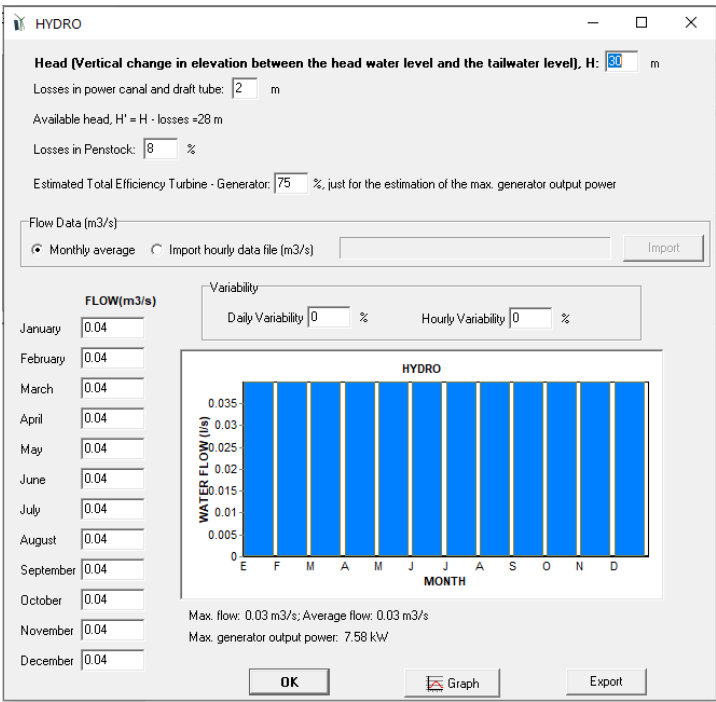 HYDRO
Head (Vertical change in elevation between the head water level and the tailwater level), H: 30 m
Losses in power canal and draft tube: 2 m
Available head, H' = H - losses =28 m
Losses in Penstock: 8 %
Estimated Total Efficiency Turbine - Generator: 75 %, just for the estimation of the max. generator output power
Flow Data (m3/s)
Monthly average Import hourly data file (m3/s) Import
Variability
Daily Variability 0 % Hourly Variability 0 %
FLOW(m3/s)
January 0.04
February 0.04
March 0.04
April 0.04
May 0.04
June 0.04
July 0.04
August 0.04
September 0.04
October 0.04
November 0.04
December 0.04
HYDRO
WATER FLOW (l/s)
0.035
0.03
0.025
0.02
0.015
0.01
0.005
0
E F M A M J J A S O N D
MONTH
Max. flow: 0.03 m3/s; Average flow: 0.03 m3/s
Max. generator output power: 7.58 kW
OK Graph Export